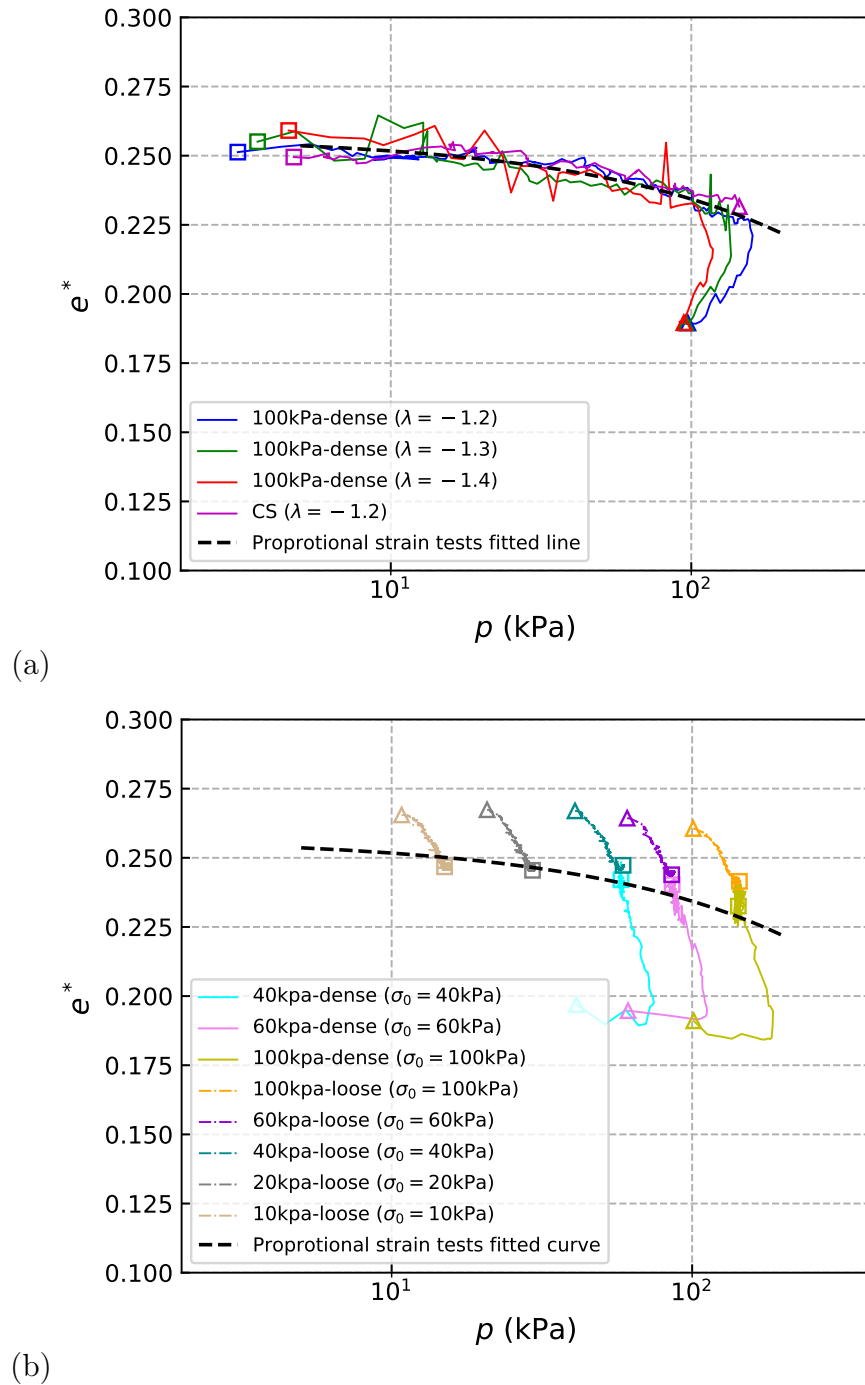 0.300
0.275
0.250
0.225
0.200
0.175
0.150
0.125
0.100
e*
100kPa-dense (λ = −1.2)
100kPa-dense (λ = −1.3)
100kPa-dense (λ = −1.4)
CS (λ = −1.2)
Proprotional strain tests fitted line
10¹ 10²
p (kPa)
(a)
0.300
0.275
0.250
0.225
0.200
0.175
0.150
0.125
0.100
e*
40kpa-dense (σ₀ = 40kPa)
60kpa-dense (σ₀ = 60kPa)
100kpa-dense (σ₀ = 100kPa)
100kpa-loose (σ₀ = 100kPa)
60kpa-loose (σ₀ = 60kPa)
40kpa-loose (σ₀ = 40kPa)
20kpa-loose (σ₀ = 20kPa)
10kpa-loose (σ₀ = 10kPa)
Proprotional strain tests fitted curve
10¹ 10²
p (kPa)
(b)